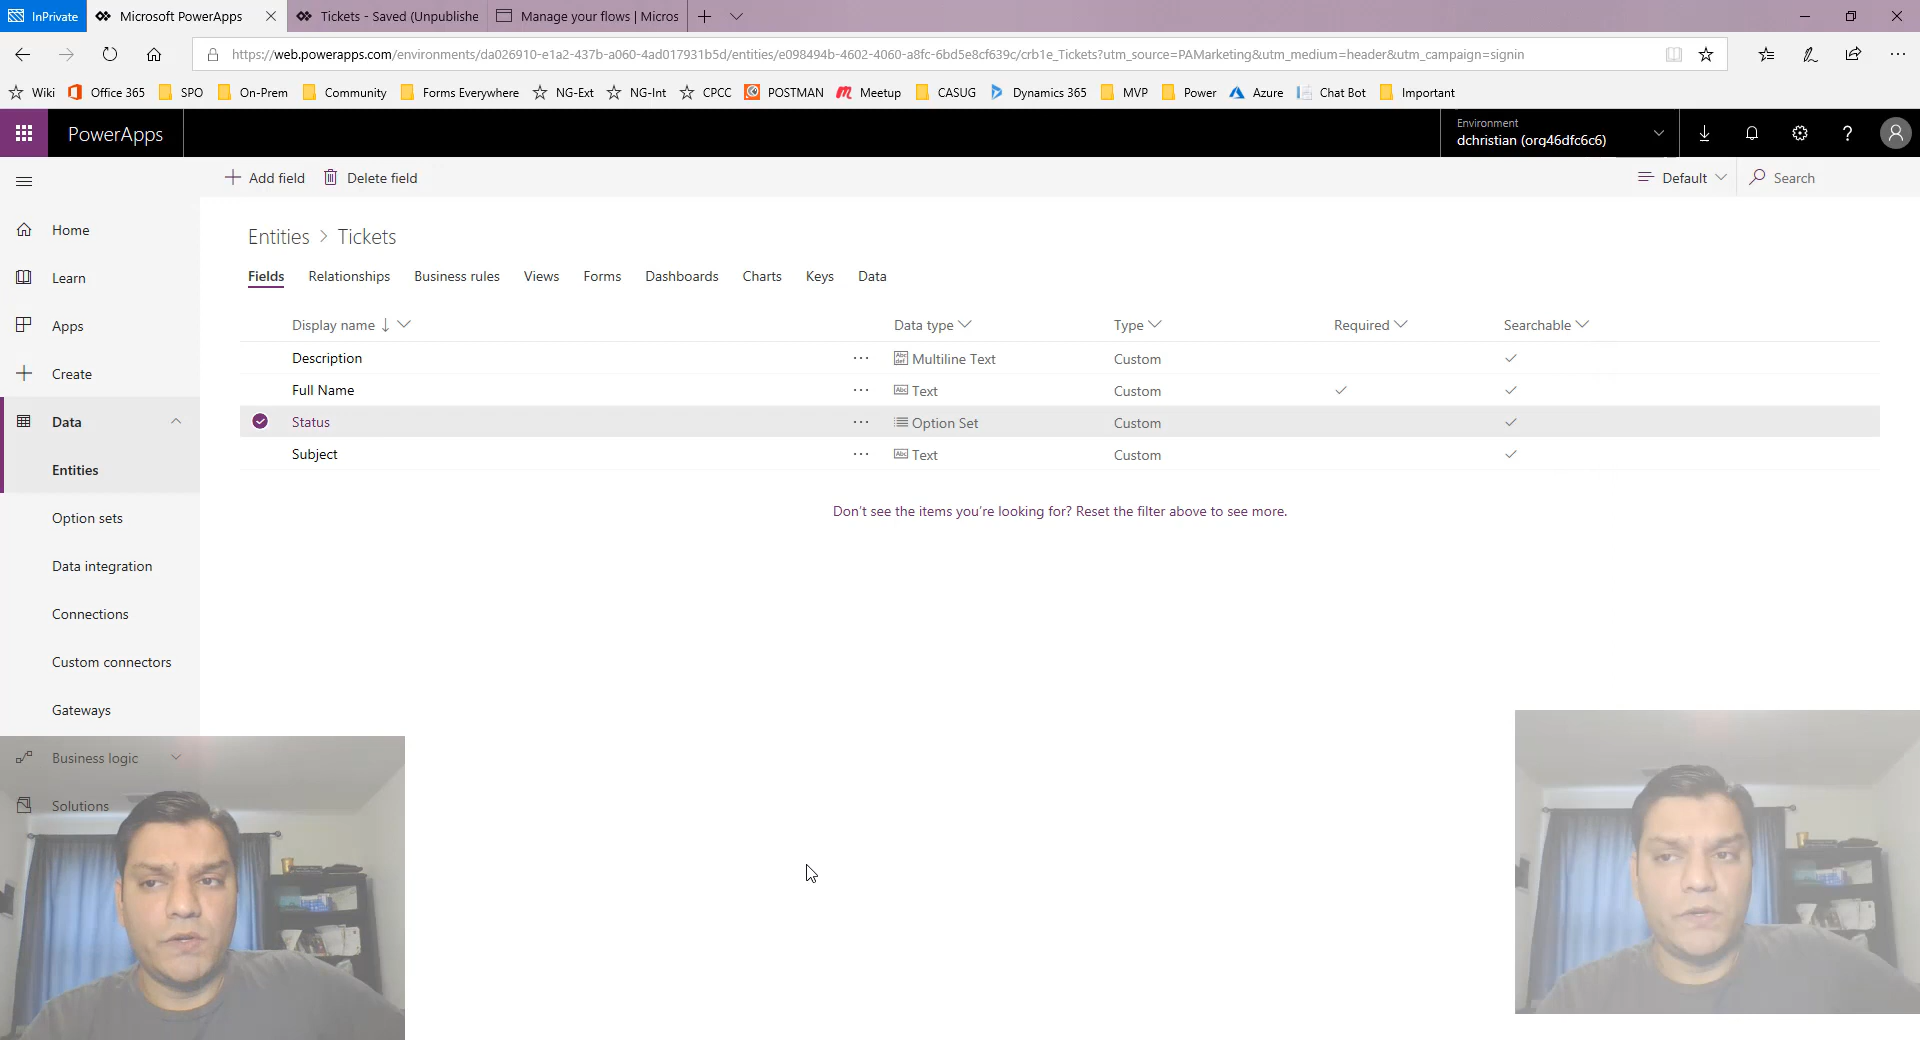 InPrivate Microsoft PowerApps Tickets - Saved (Unpublishe Manage your flows | Micros
https://web.powerapps.com/environments/da026910-e1a2-437b-a060-4ad017931b5d/entities/e098494b-4602-4060-a8fc-6bd5e8cf639c/crb1e_Tickets?utm_source=PAMarketing&utm_medium=header&utm_campaign=signin
Wiki Office 365 SPO On-Prem Community Forms Everywhere NG-Ext NG-Int CPCC POSTMAN Meetup CASUG Dynamics 365 MVP Power Azure Chat Bot Important
PowerApps
Environment
dchristian (org46dfc6c6)
Add field Delete field Default Search
Home
Learn
Apps
Create
Data
Entities
Option sets
Data integration
Connections
Custom connectors
Gateways
Business logic
Solutions
Entities > Tickets
Fields Relationships Business rules Views Forms Dashboards Charts Keys Data
Display name Data type Type Required Searchable
Description ... Multiline Text Custom
Full Name ... Text Custom
Status ... Option Set Custom
Subject ... Text Custom
Don't see the items you're looking for? Reset the filter above to see more.